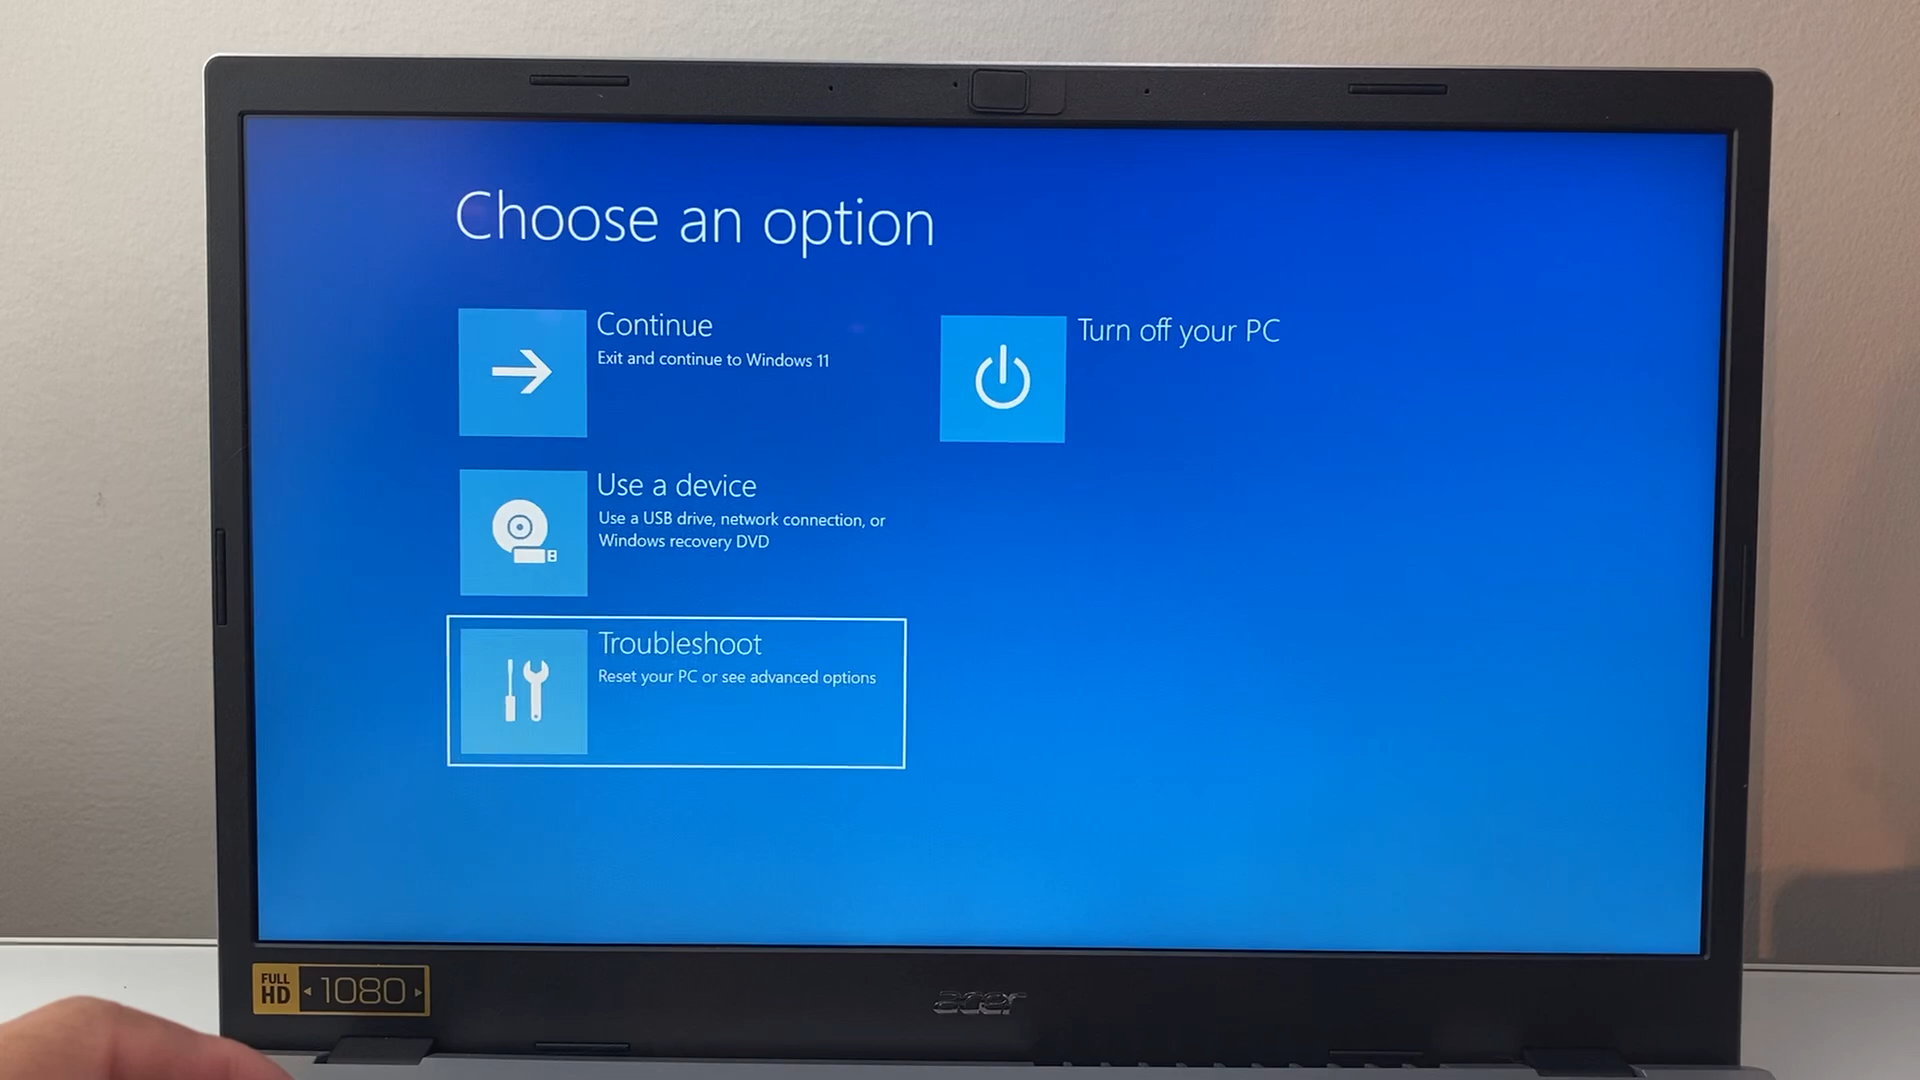 Choose an option
Continue
Exit and continue to Windows 11
Turn off your PC
Use a device
Use a USB drive, network connection, or
Windows recovery DVD
Troubleshoot
Reset your PC or see advanced options
FULL
HD
1080
acer